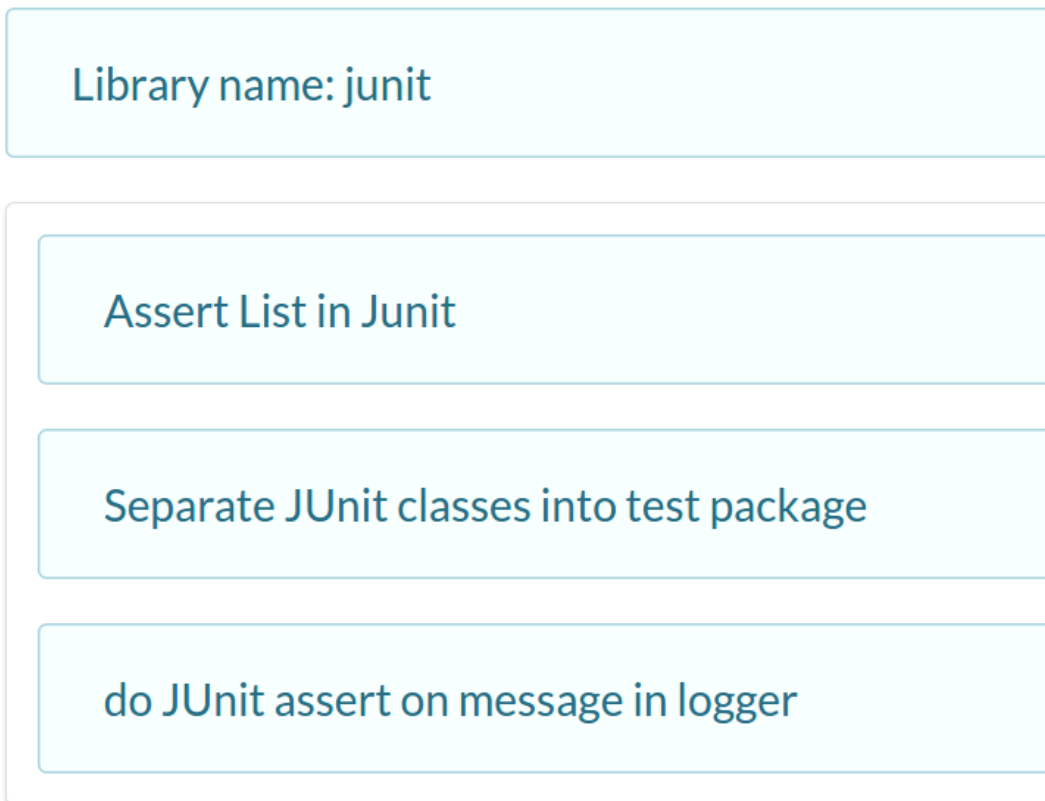 Library name: junit
Assert List in Junit
Separate JUnit classes into test package
do JUnit assert on message in logger